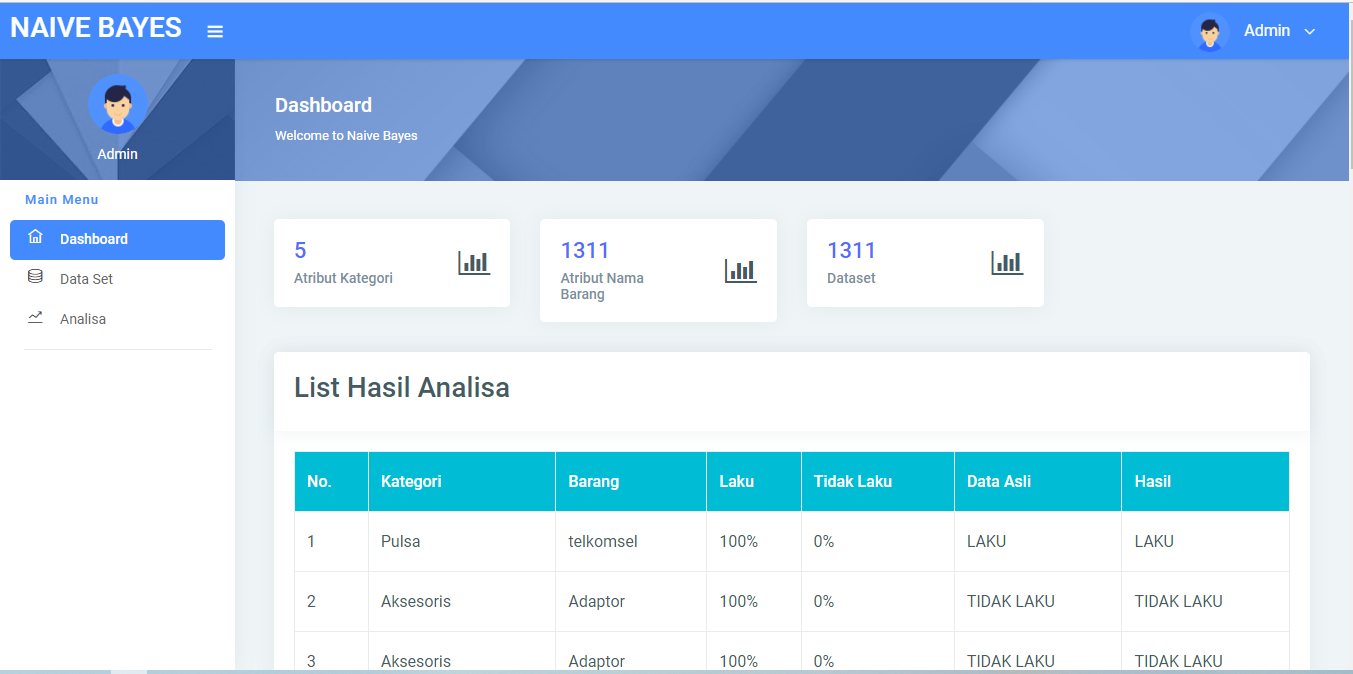 NAIVE BAYES
Admin
Admin
Dashboard
Welcome to Naive Bayes
Main Menu
Dashboard
Data Set
Analisa
5
Atribut Kategori
1311
Atribut Nama
Barang
1311
Dataset
List Hasil Analisa
No. Kategori Barang Laku Tidak Laku Data Asli Hasil
1 Pulsa telkomsel 100% 0% LAKU LAKU
2 Aksesoris Adaptor 100% 0% TIDAK LAKU TIDAK LAKU
3 Aksesoris Adaptor 100% 0% TIDAK LAKU TIDAK LAKU